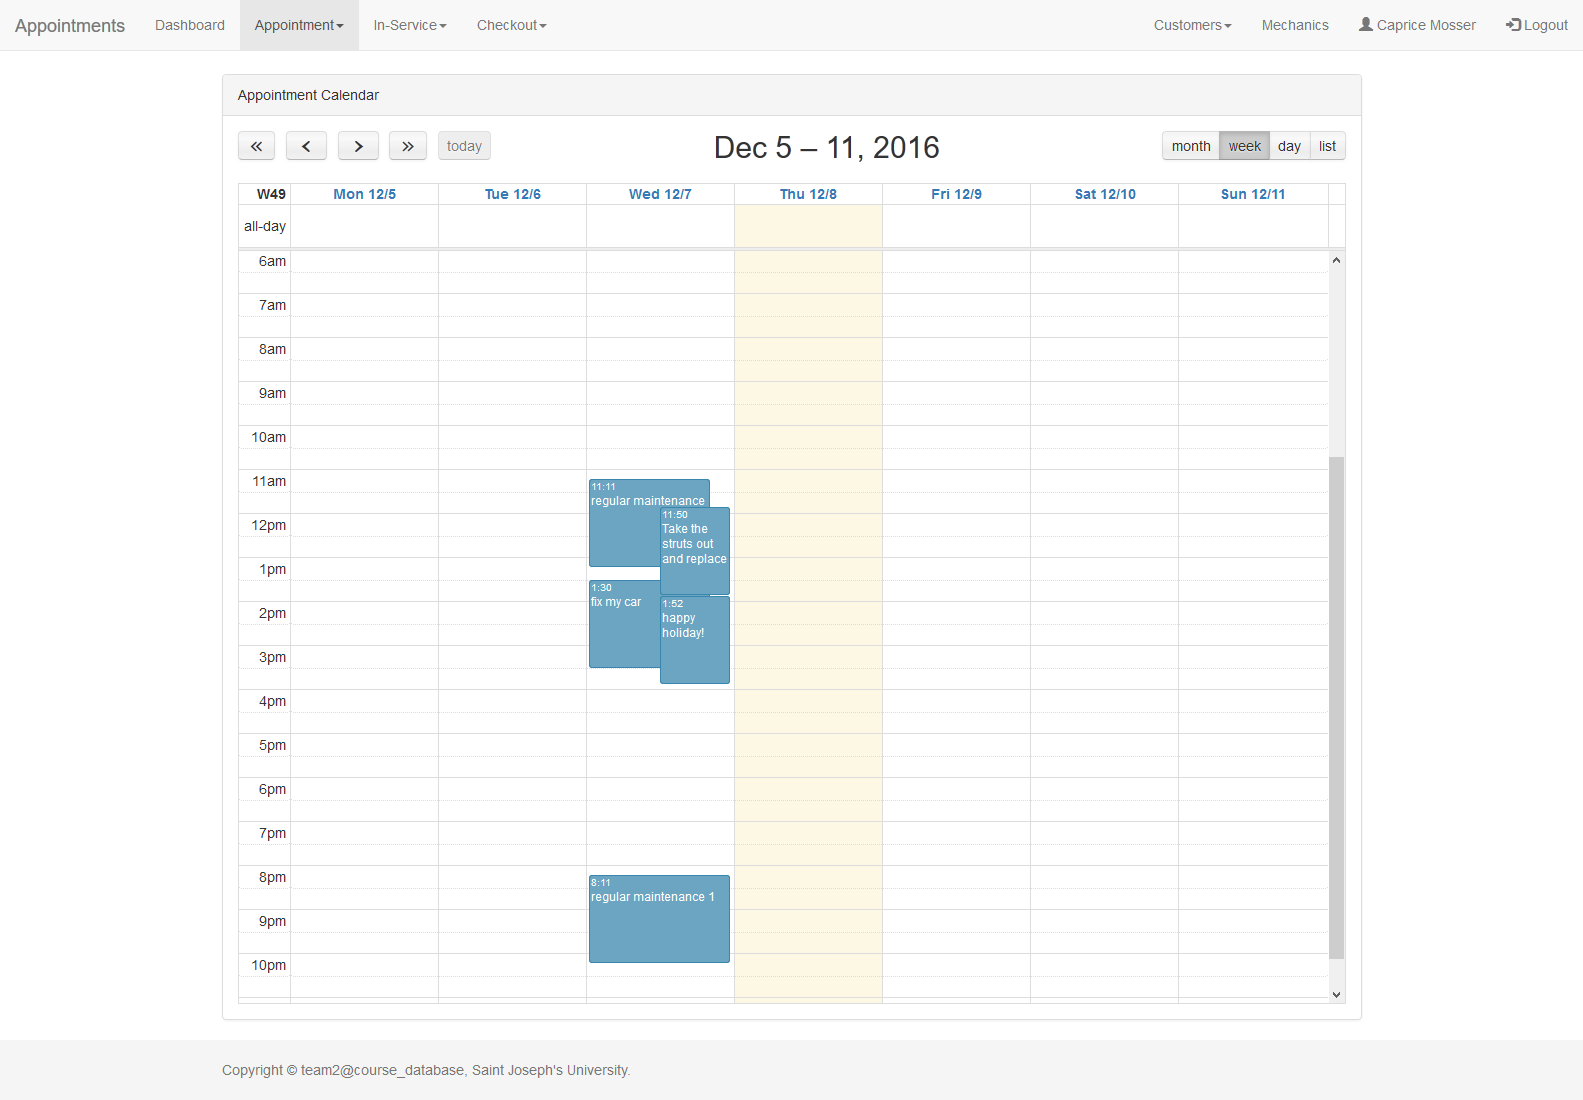 Appointments Dashboard Appointment In-Service Checkout Customers Mechanics Caprice Mosser Logout
Appointment Calendar
today Dec 5 – 11, 2016 month week day list
W49 Mon 12/5 Tue 12/6 Wed 12/7 Thu 12/8 Fri 12/9 Sat 12/10 Sun 12/11
all-day
6am
7am
8am
9am
10am
11am
11:11
regular maintenance
11:50
12pm
Take the
struts out
and replace
1pm
1:30
fix my car
1:52
2pm
happy
holiday!
3pm
4pm
5pm
6pm
7pm
8pm
8:11
regular maintenance 1
9pm
10pm
Copyright © team2@course_database, Saint Joseph's University.